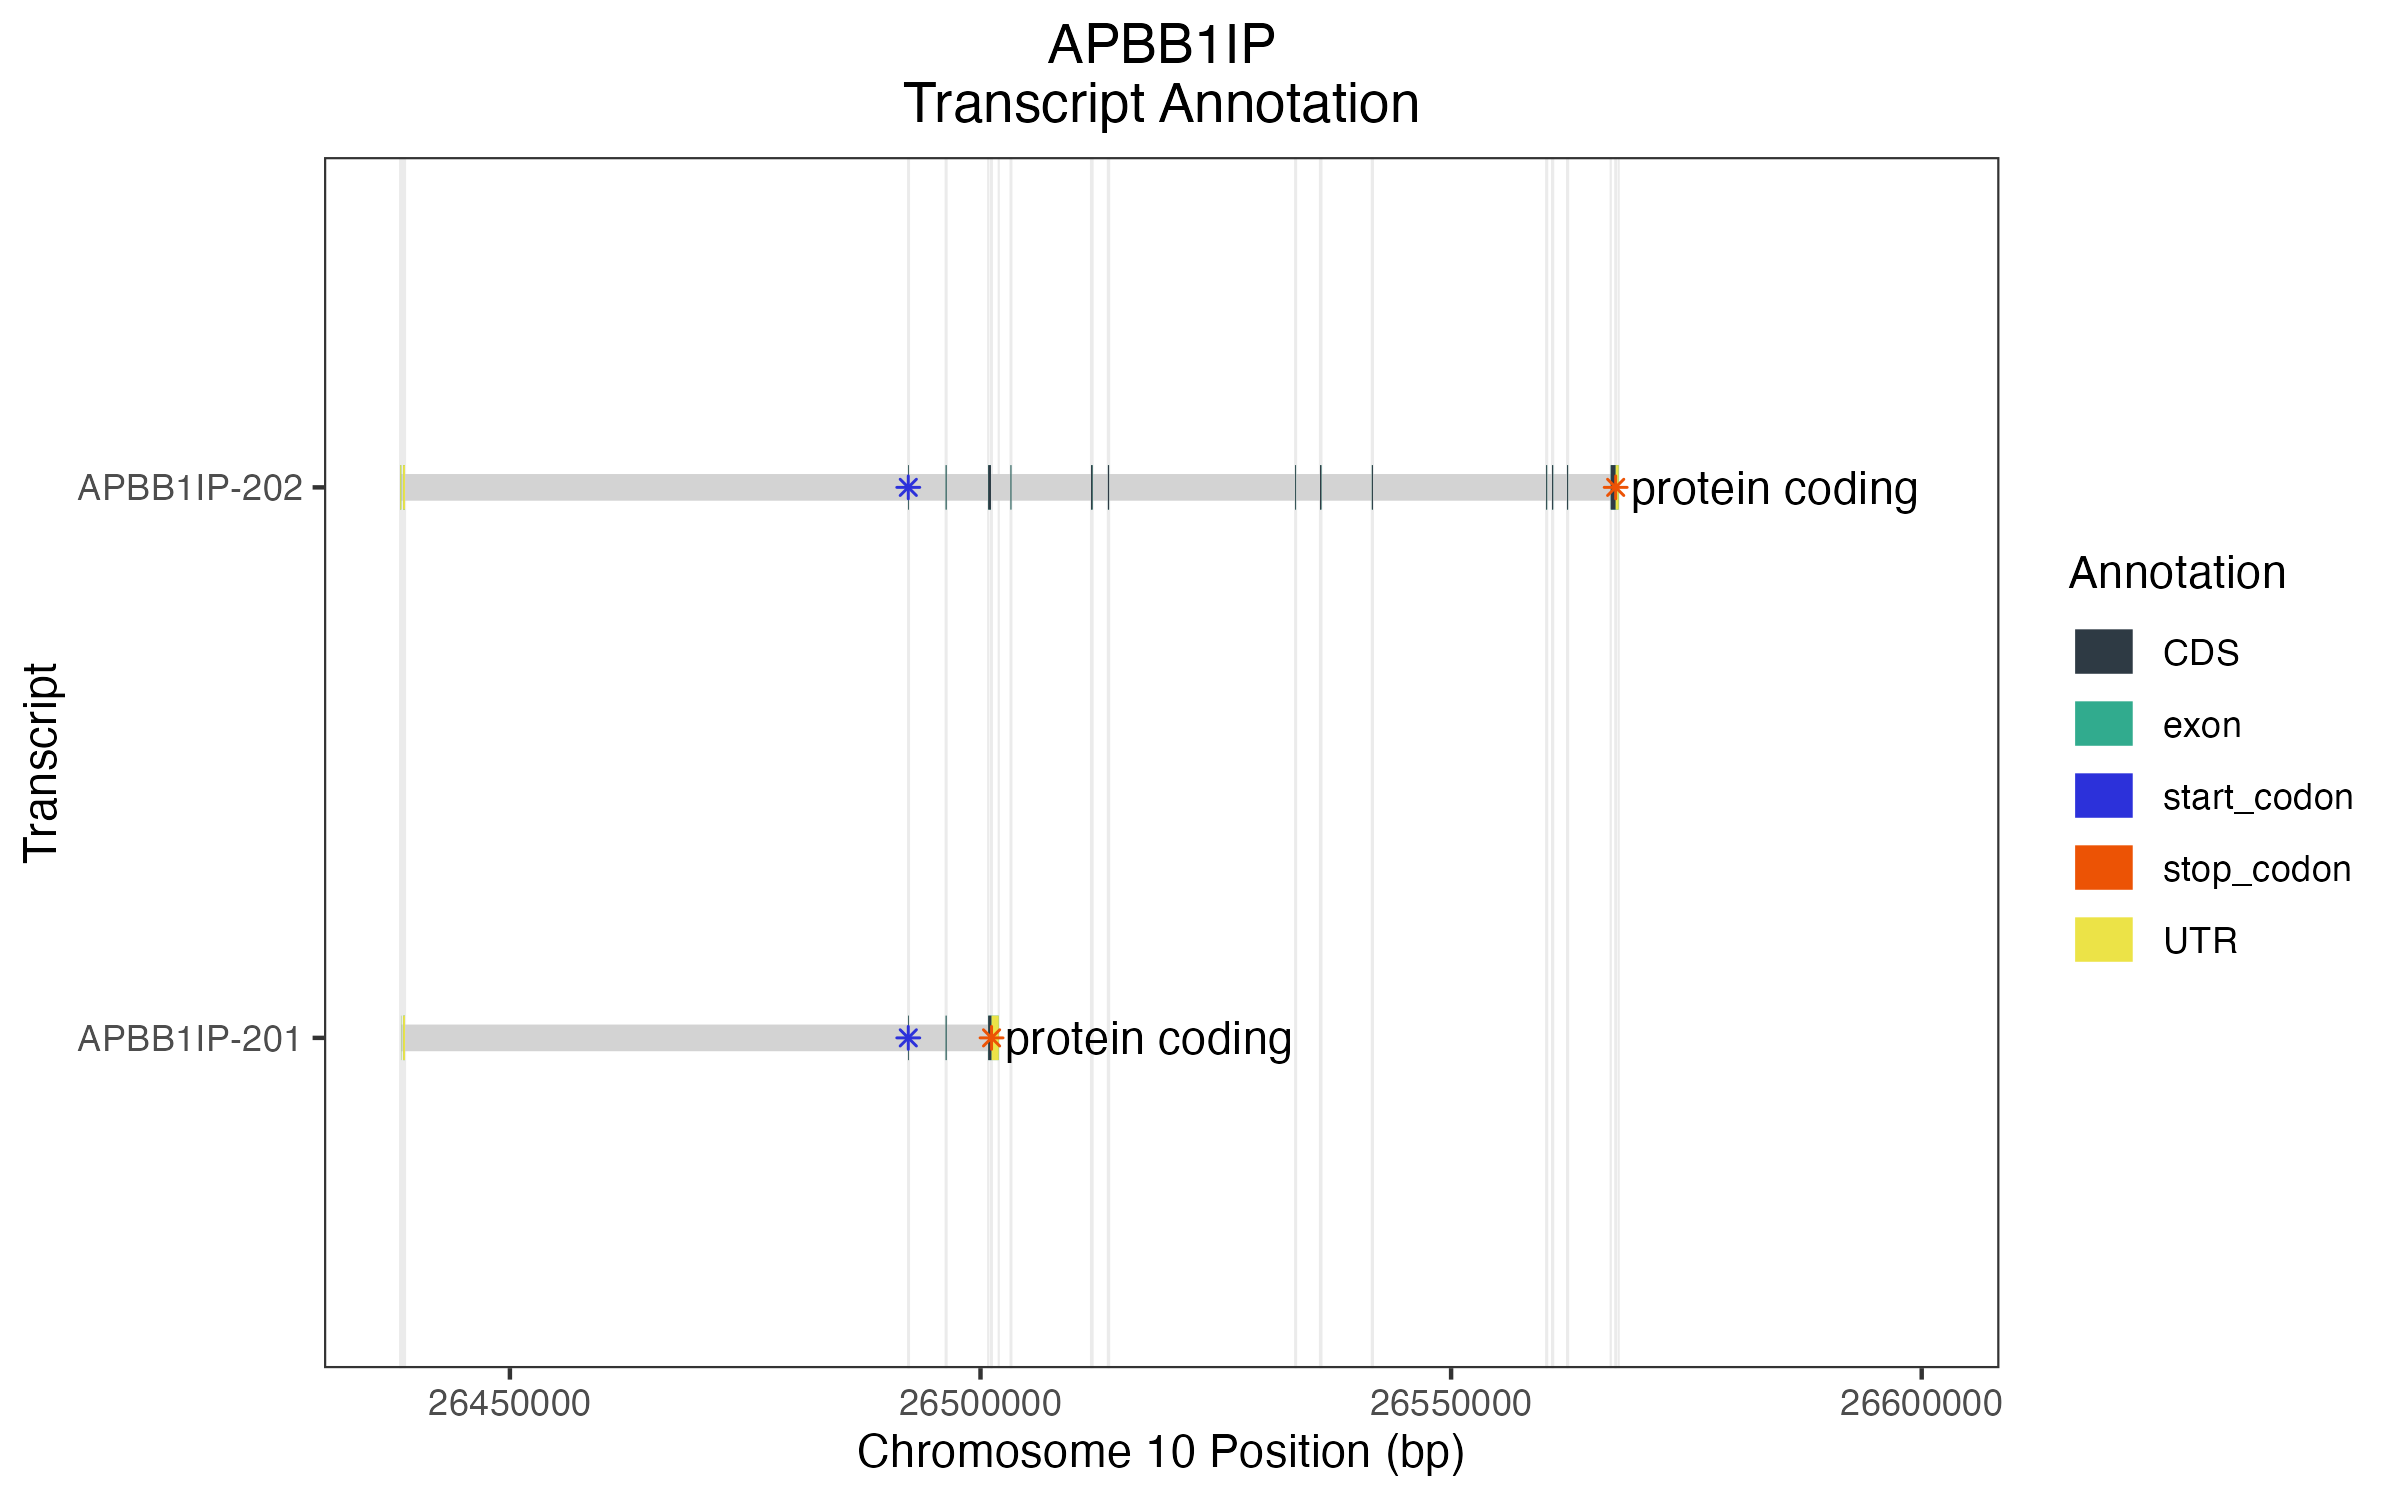 APBB1IP
Transcript Annotation
Transcript
APBB1IP-202
protein coding
APBB1IP-201
protein coding
26450000
26500000
26550000
26600000
Chromosome 10 Position (bp)
Annotation
CDS
exon
start_codon
stop_codon
UTR